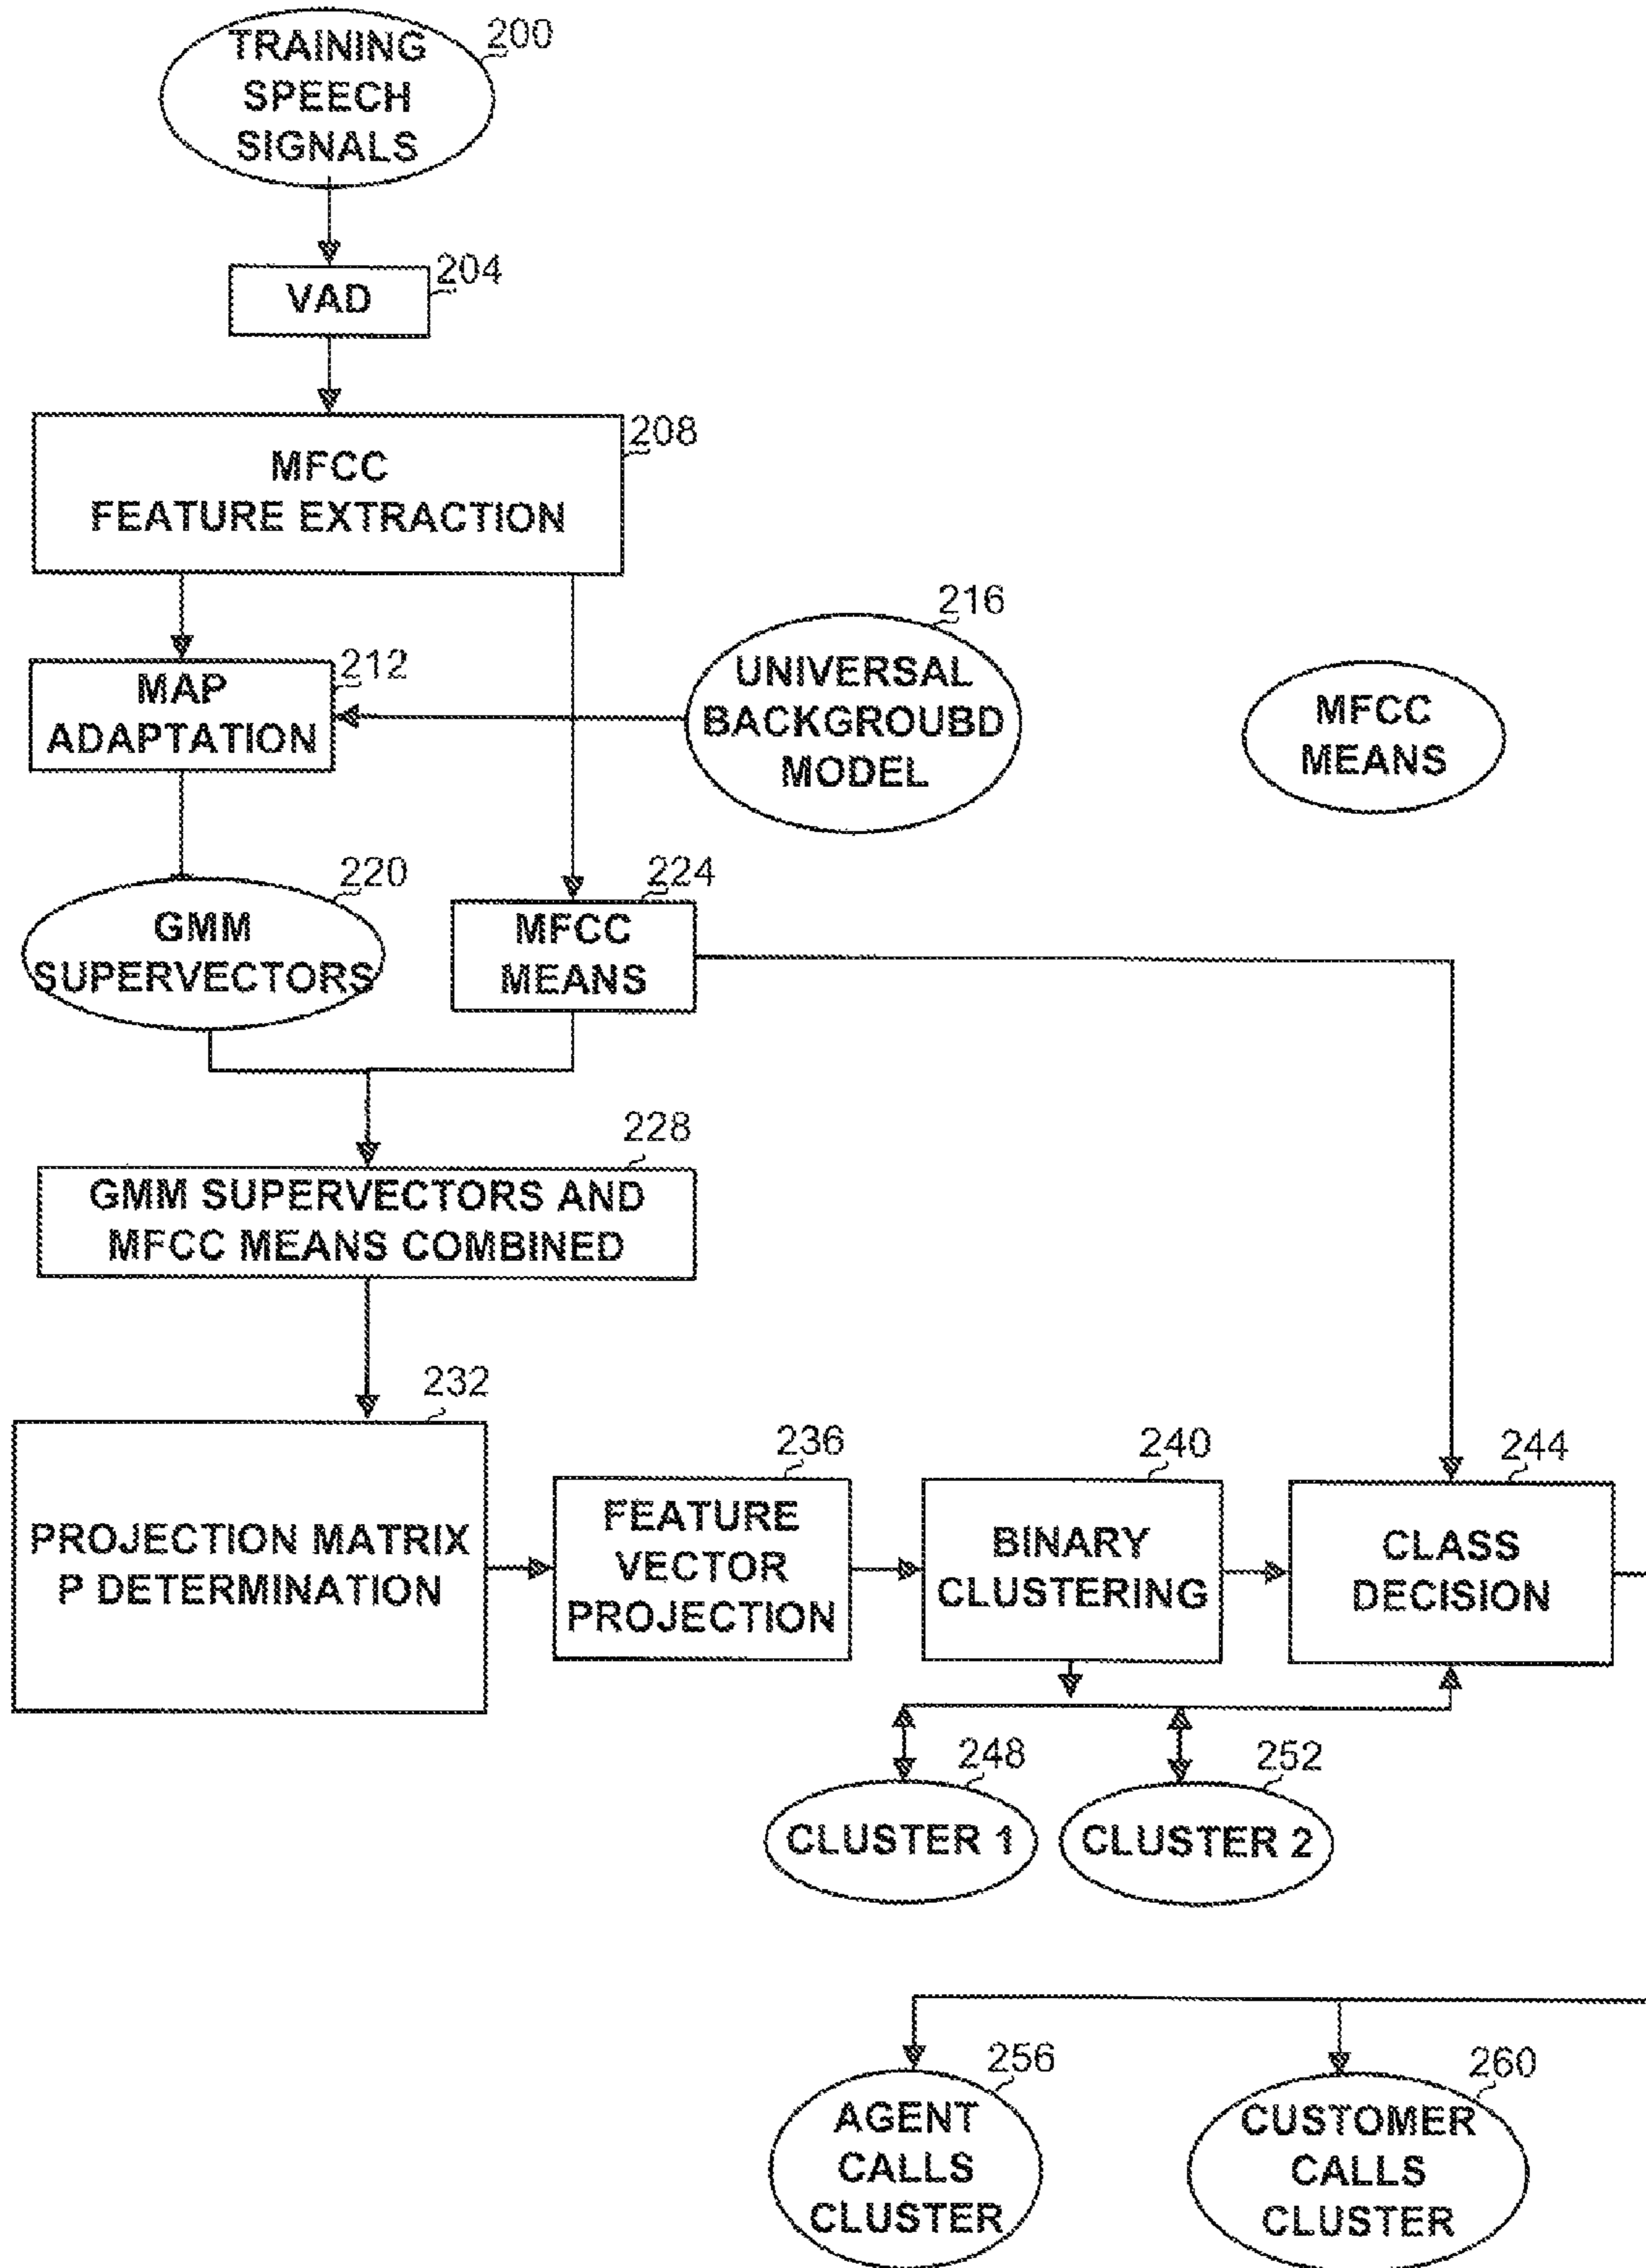 200
TRAINING
SPEECH
SIGNALS
204
VAD
208
MFCC
FEATURE EXTRACTION
216
212
MAP
ADAPTATION
UNIVERSAL
BACKGROUBD
MODEL
MFCC
MEANS
220
GMM
SUPERVECTORS
224
MFCC
MEANS
228
GMM SUPERVECTORS AND
MFCC MEANS COMBINED
232
PROJECTION MATRIX
P DETERMINATION
236
FEATURE
VECTOR
PROJECTION
240
BINARY
CLUSTERING
244
CLASS
DECISION
248
CLUSTER 1
252
CLUSTER 2
256
AGENT
CALLS
CLUSTER
260
CUSTOMER
CALLS
CLUSTER